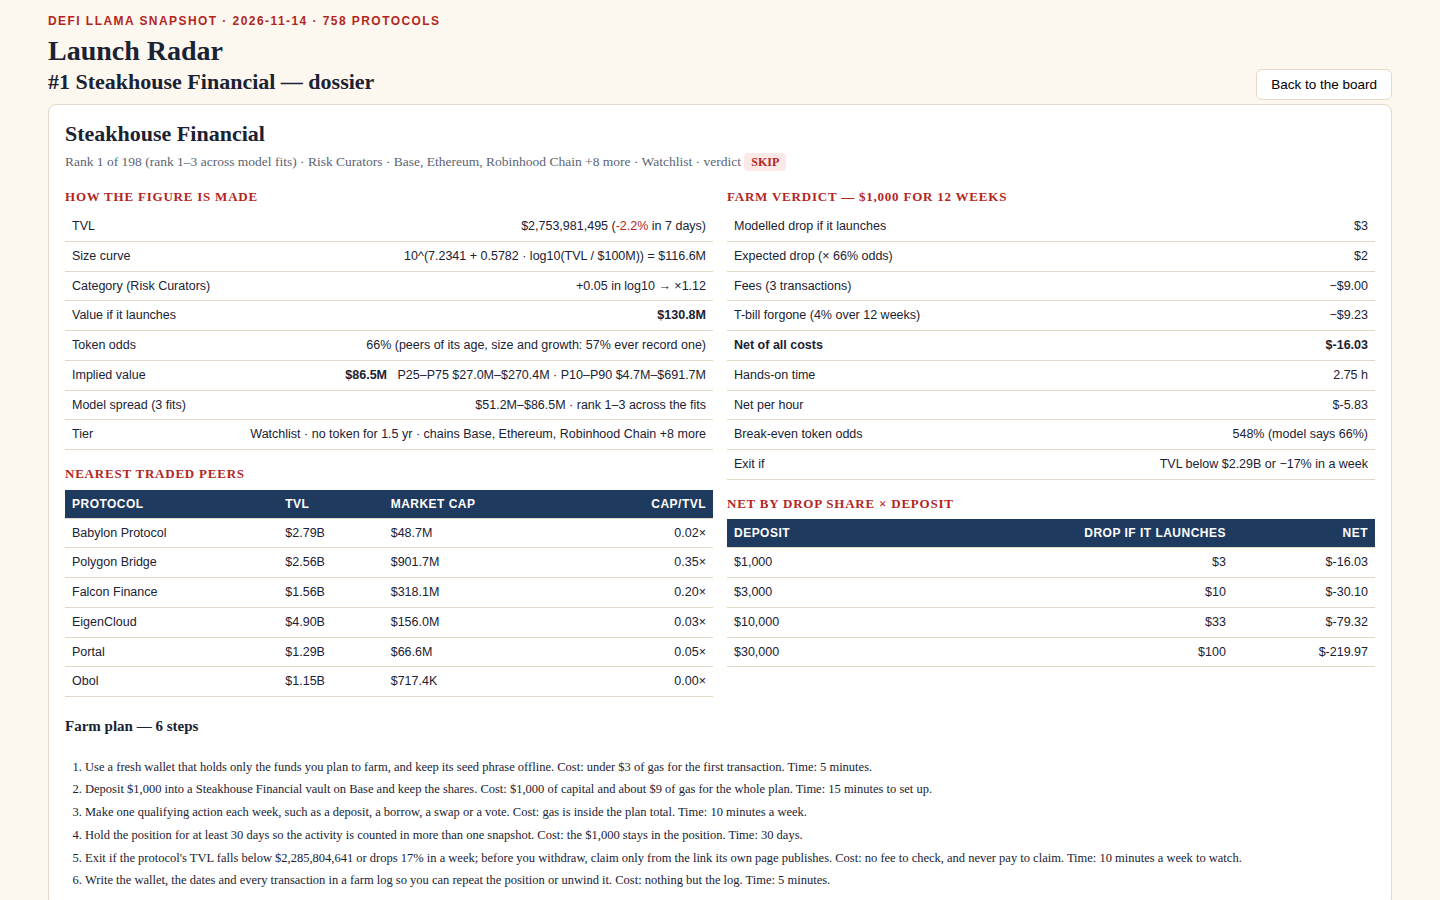 DEFI LLAMA SNAPSHOT · 2026-11-14 · 758 PROTOCOLS
Launch Radar
#1 Steakhouse Financial — dossier
Back to the board
Steakhouse Financial
Rank 1 of 198 (rank 1–3 across model fits) · Risk Curators · Base, Ethereum, Robinhood Chain +8 more · Watchlist · verdict SKIP
HOW THE FIGURE IS MADE
TVL $2,753,981,495 (-2.2% in 7 days)
Size curve 10^(7.2341 + 0.5782 · log10(TVL / $100M)) = $116.6M
Category (Risk Curators) +0.05 in log10 → ×1.12
Value if it launches $130.8M
Token odds 66% (peers of its age, size and growth: 57% ever record one)
Implied value $86.5M P25–P75 $27.0M–$270.4M · P10–P90 $4.7M–$691.7M
Model spread (3 fits) $51.2M–$86.5M · rank 1–3 across the fits
Tier Watchlist · no token for 1.5 yr · chains Base, Ethereum, Robinhood Chain +8 more
NEAREST TRADED PEERS
PROTOCOL TVL MARKET CAP CAP/TVL
Babylon Protocol $2.79B $48.7M 0.02×
Polygon Bridge $2.56B $901.7M 0.35×
Falcon Finance $1.56B $318.1M 0.20×
EigenCloud $4.90B $156.0M 0.03×
Portal $1.29B $66.6M 0.05×
Obol $1.15B $717.4K 0.00×
FARM VERDICT — $1,000 FOR 12 WEEKS
Modelled drop if it launches $3
Expected drop (× 66% odds) $2
Fees (3 transactions) −$9.00
T-bill forgone (4% over 12 weeks) −$9.23
Net of all costs $-16.03
Hands-on time 2.75 h
Net per hour $-5.83
Break-even token odds 548% (model says 66%)
Exit if TVL below $2.29B or −17% in a week
NET BY DROP SHARE × DEPOSIT
DEPOSIT DROP IF IT LAUNCHES NET
$1,000 $3 $-16.03
$3,000 $10 $-30.10
$10,000 $33 $-79.32
$30,000 $100 $-219.97
Farm plan — 6 steps
1. Use a fresh wallet that holds only the funds you plan to farm, and keep its seed phrase offline. Cost: under $3 of gas for the first transaction. Time: 5 minutes.
2. Deposit $1,000 into a Steakhouse Financial vault on Base and keep the shares. Cost: $1,000 of capital and about $9 of gas for the whole plan. Time: 15 minutes to set up.
3. Make one qualifying action each week, such as a deposit, a borrow, a swap or a vote. Cost: gas is inside the plan total. Time: 10 minutes a week.
4. Hold the position for at least 30 days so the activity is counted in more than one snapshot. Cost: the $1,000 stays in the position. Time: 30 days.
5. Exit if the protocol's TVL falls below $2,285,804,641 or drops 17% in a week; before you withdraw, claim only from the link its own page publishes. Cost: no fee to check, and never pay to claim. Time: 10 minutes a week to watch.
6. Write the wallet, the dates and every transaction in a farm log so you can repeat the position or unwind it. Cost: nothing but the log. Time: 5 minutes.